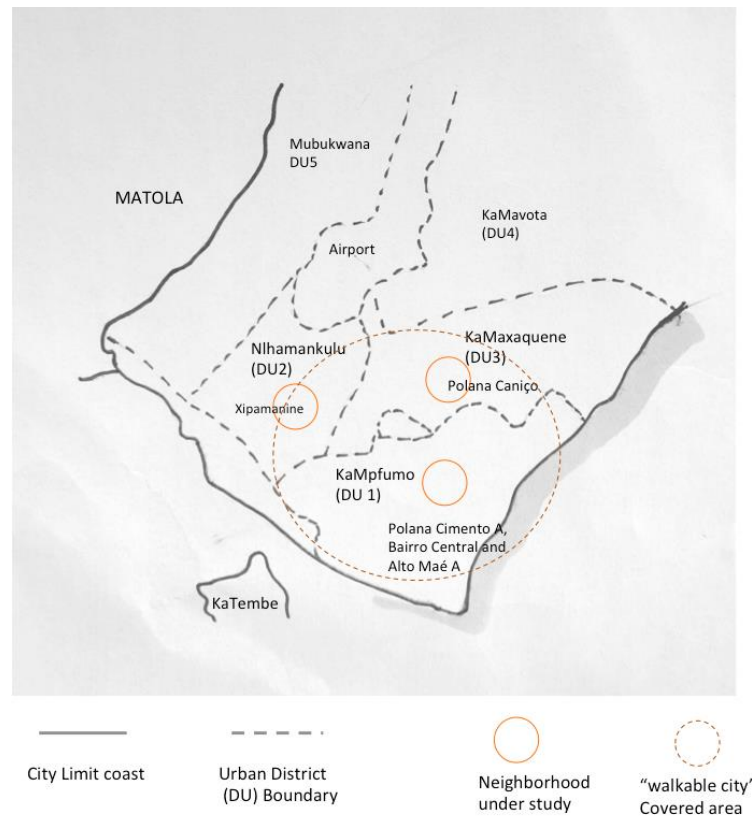 Mubukwana
DU5
MATOLA
KaMavota
(DU4)
Airport
Nlhamankulu
(DU2)
KaMaxaquene
(DU3)
Polana Caniço
Xipamanine
KaMpfumo
(DU 1)
Polana Cimento A,
Bairro Central and
Alto Maé A
KaTembe
City Limit coast
Urban District
(DU) Boundary
Neighborhood
under study
"walkable city"
Covered area